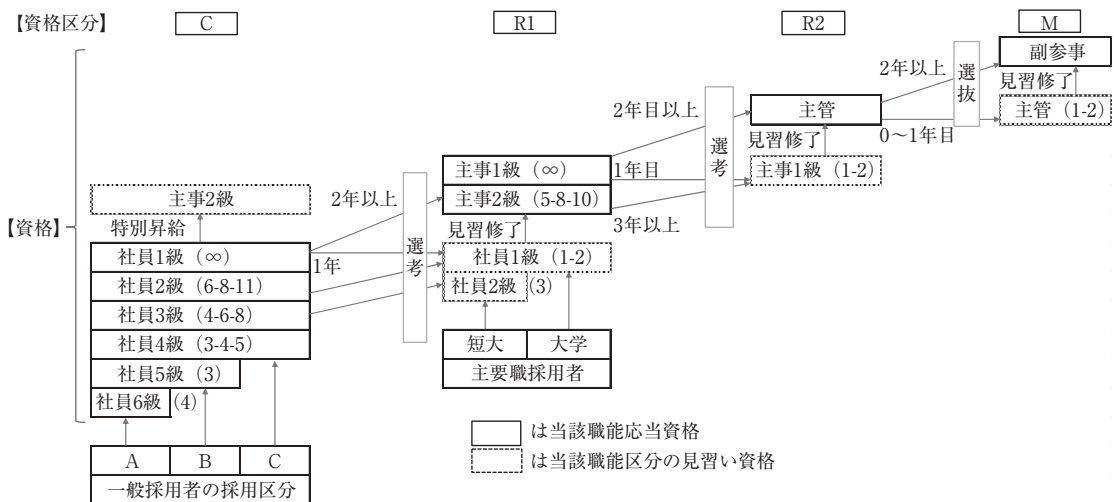 【資格区分】 C R1 R2 M
副参事
2年以上
選抜
見習修了
主管 (1-2)
0～1年目
2年目以上
選考
主管
見習修了
1年目
主事1級 (1-2)
3年以上
主事1級 (∞)
主事2級 (5-8-10)
2年以上
選考
見習修了
1年
社員1級 (1-2)
社員2級 (3)
短大 大学
主要職採用者
【資格】
主事2級
特別昇給
社員1級 (∞)
社員2級 (6-8-11)
社員3級 (4-6-8)
社員4級 (3-4-5)
社員5級 (3)
社員6級 (4)
A B C
一般採用者の採用区分
は当該職能応当資格
は当該職能区分の見習い資格